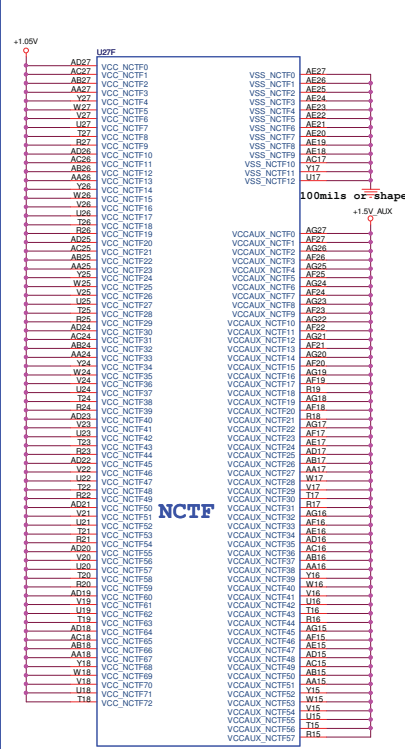 +1.05V
U27F
AD27 VCC_NCTF0
AC27 VCC_NCTF1
AB27 VCC_NCTF2
AA27 VCC_NCTF3
Y27 VCC_NCTF4
W27 VCC_NCTF5
V27 VCC_NCTF6
U27 VCC_NCTF7
T27 VCC_NCTF8
R27 VCC_NCTF9
AD26 VCC_NCTF10
AC26 VCC_NCTF11
AB26 VCC_NCTF12
AA26 VCC_NCTF13
Y26 VCC_NCTF14
W26 VCC_NCTF15
V26 VCC_NCTF16
U26 VCC_NCTF17
T26 VCC_NCTF18
R26 VCC_NCTF19
AD25 VCC_NCTF20
AC25 VCC_NCTF21
AB25 VCC_NCTF22
AA25 VCC_NCTF23
Y25 VCC_NCTF24
W25 VCC_NCTF25
V25 VCC_NCTF26
U25 VCC_NCTF27
T25 VCC_NCTF28
R25 VCC_NCTF29
AD24 VCC_NCTF30
AC24 VCC_NCTF31
AB24 VCC_NCTF32
AA24 VCC_NCTF33
Y24 VCC_NCTF34
W24 VCC_NCTF35
V24 VCC_NCTF36
U24 VCC_NCTF37
T24 VCC_NCTF38
R24 VCC_NCTF39
AD23 VCC_NCTF40
V23 VCC_NCTF41
U23 VCC_NCTF42
T23 VCC_NCTF43
R23 VCC_NCTF44
AD22 VCC_NCTF45
V22 VCC_NCTF46
U22 VCC_NCTF47
T22 VCC_NCTF48
R22 VCC_NCTF49
AD21 VCC_NCTF50
V21 VCC_NCTF51
U21 VCC_NCTF52
T21 VCC_NCTF53
R21 VCC_NCTF54
AD20 VCC_NCTF55
V20 VCC_NCTF56
U20 VCC_NCTF57
T20 VCC_NCTF58
R20 VCC_NCTF59
AD19 VCC_NCTF60
V19 VCC_NCTF61
U19 VCC_NCTF62
T19 VCC_NCTF63
AD18 VCC_NCTF64
AC18 VCC_NCTF65
AB18 VCC_NCTF66
AA18 VCC_NCTF67
Y18 VCC_NCTF68
W18 VCC_NCTF69
V18 VCC_NCTF70
U18 VCC_NCTF71
T18 VCC_NCTF72
NCTF
VSS_NCTF0 AE27
VSS_NCTF1 AE26
VSS_NCTF2 AE25
VSS_NCTF3 AE24
VSS_NCTF4 AE23
VSS_NCTF5 AE22
VSS_NCTF6 AE21
VSS_NCTF7 AE20
VSS_NCTF8 AE19
VSS_NCTF9 AE18
VSS_NCTF10 AC17
VSS_NCTF11 Y17
VSS_NCTF12 U17
100mils or shape
+1.5V_AUX
VCCAUX_NCTF0 AG27
VCCAUX_NCTF1 AF27
VCCAUX_NCTF2 AG26
VCCAUX_NCTF3 AF26
VCCAUX_NCTF4 AG25
VCCAUX_NCTF5 AF25
VCCAUX_NCTF6 AG24
VCCAUX_NCTF7 AF24
VCCAUX_NCTF8 AG23
VCCAUX_NCTF9 AF23
VCCAUX_NCTF10 AG22
VCCAUX_NCTF11 AF22
VCCAUX_NCTF12 AG21
VCCAUX_NCTF13 AF21
VCCAUX_NCTF14 AG20
VCCAUX_NCTF15 AF20
VCCAUX_NCTF16 AG19
VCCAUX_NCTF17 AF19
VCCAUX_NCTF18 R19
VCCAUX_NCTF19 AG18
VCCAUX_NCTF20 AF18
VCCAUX_NCTF21 R18
VCCAUX_NCTF22 AG17
VCCAUX_NCTF23 AF17
VCCAUX_NCTF24 AE17
VCCAUX_NCTF25 AD17
VCCAUX_NCTF26 AB17
VCCAUX_NCTF27 AA17
VCCAUX_NCTF28 W17
VCCAUX_NCTF29 V17
VCCAUX_NCTF30 T17
VCCAUX_NCTF31 R17
VCCAUX_NCTF32 AG16
VCCAUX_NCTF33 AF16
VCCAUX_NCTF34 AE16
VCCAUX_NCTF35 AD16
VCCAUX_NCTF36 AC16
VCCAUX_NCTF37 AB16
VCCAUX_NCTF38 AA16
VCCAUX_NCTF39 Y16
VCCAUX_NCTF40 W16
VCCAUX_NCTF41 V16
VCCAUX_NCTF42 U16
VCCAUX_NCTF43 T16
VCCAUX_NCTF44 R16
VCCAUX_NCTF45 AG15
VCCAUX_NCTF46 AF15
VCCAUX_NCTF47 AE15
VCCAUX_NCTF48 AD15
VCCAUX_NCTF49 AC15
VCCAUX_NCTF50 AB15
VCCAUX_NCTF51 AA15
VCCAUX_NCTF52 Y15
VCCAUX_NCTF53 W15
VCCAUX_NCTF54 V15
VCCAUX_NCTF55 U15
VCCAUX_NCTF56 T15
VCCAUX_NCTF57 R15